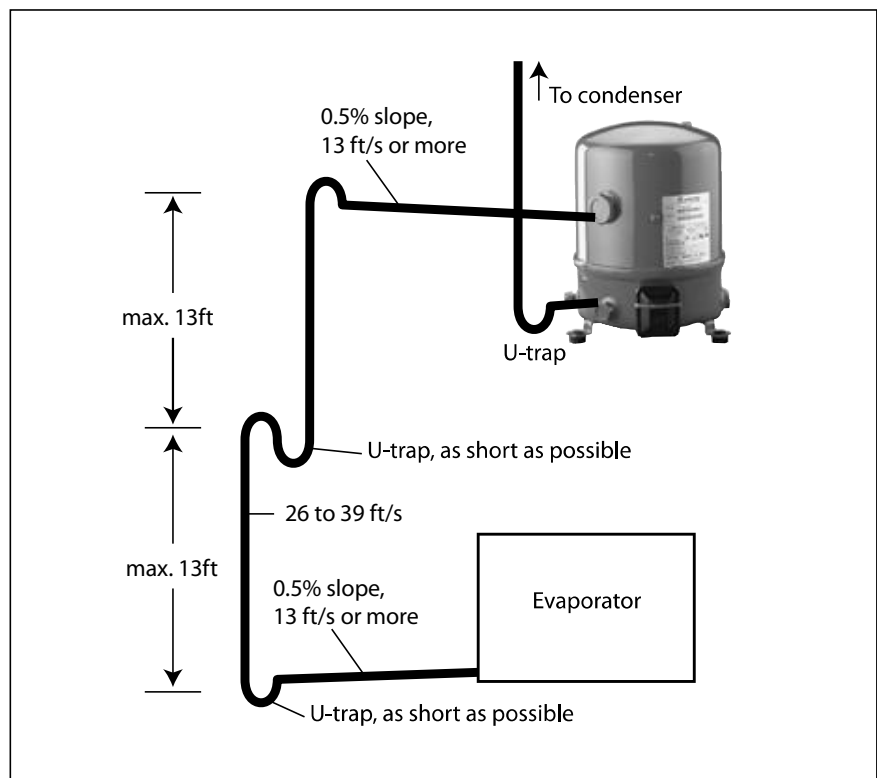 To condenser
0.5% slope,
13 ft/s or more
max. 13ft
U-trap
U-trap, as short as possible
26 to 39 ft/s
max. 13ft
0.5% slope,
13 ft/s or more
Evaporator
U-trap, as short as possible